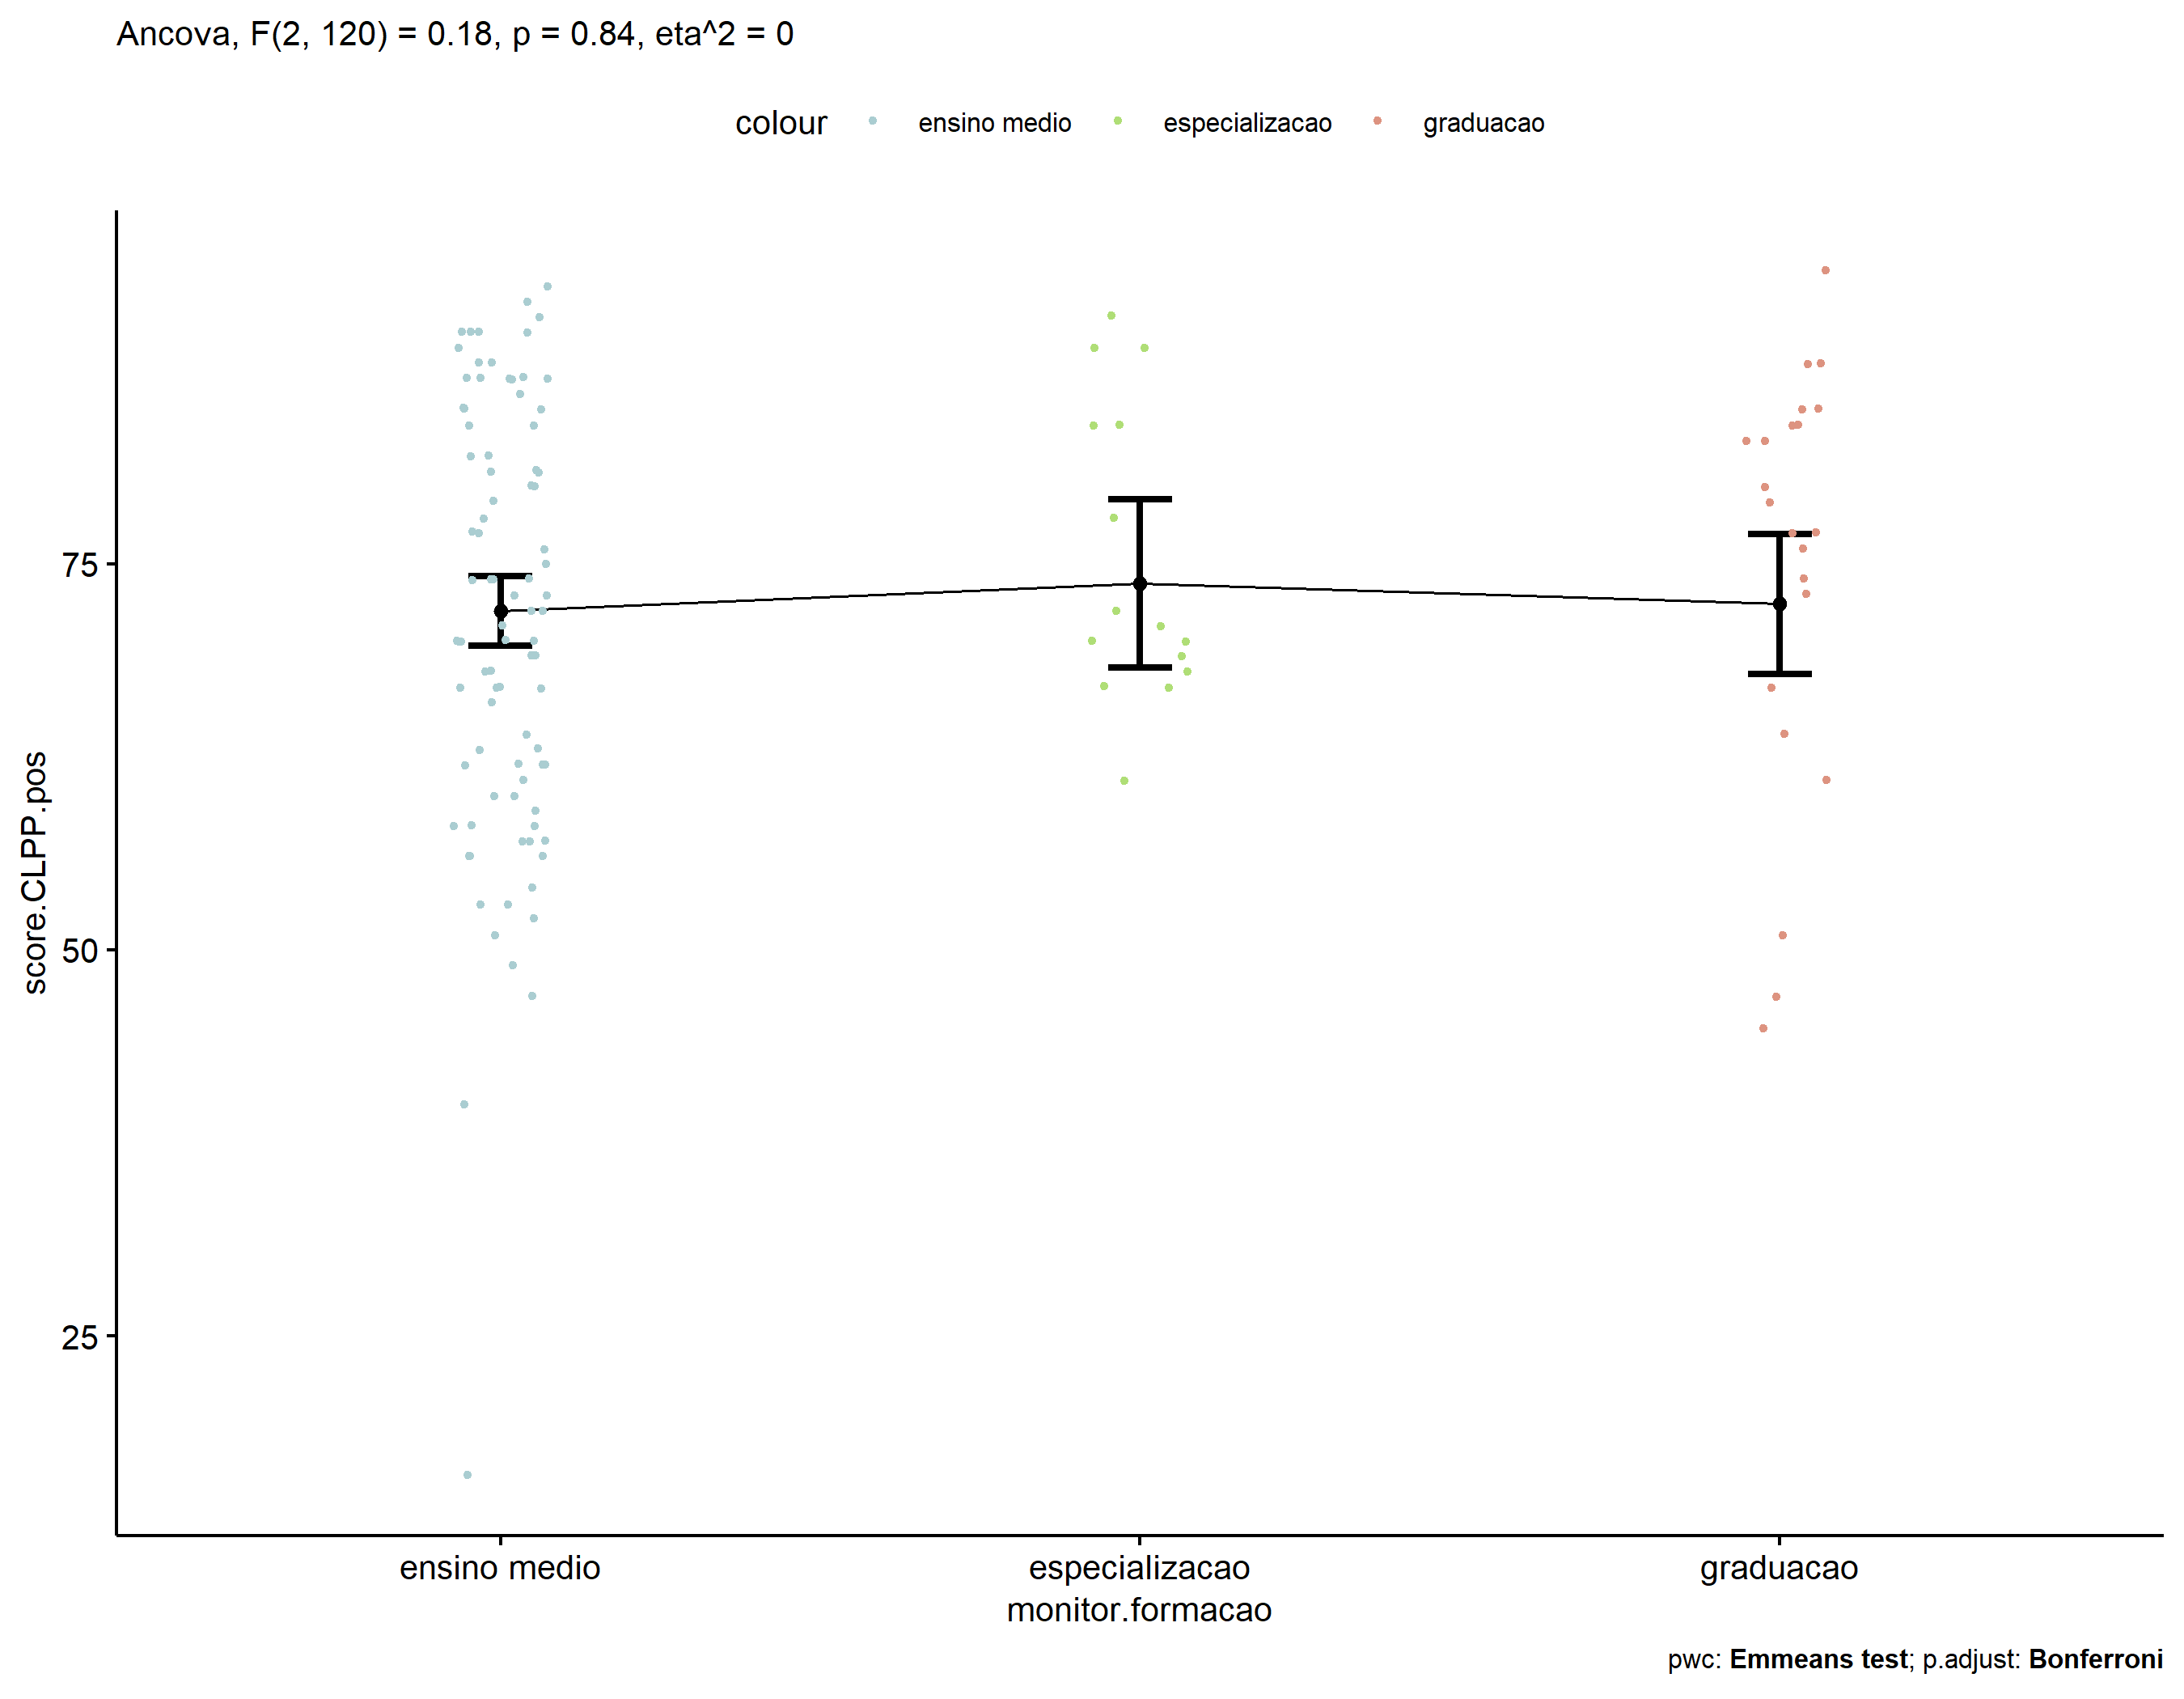 Ancova, F(2, 120) = 0.18, p = 0.84, eta^2 = 0
colour ensino medio especializacao graduacao
score.CLPP.pos
75
50
25
ensino medio especializacao graduacao
monitor.formacao
pwc: Emmeans test; p.adjust: Bonferroni